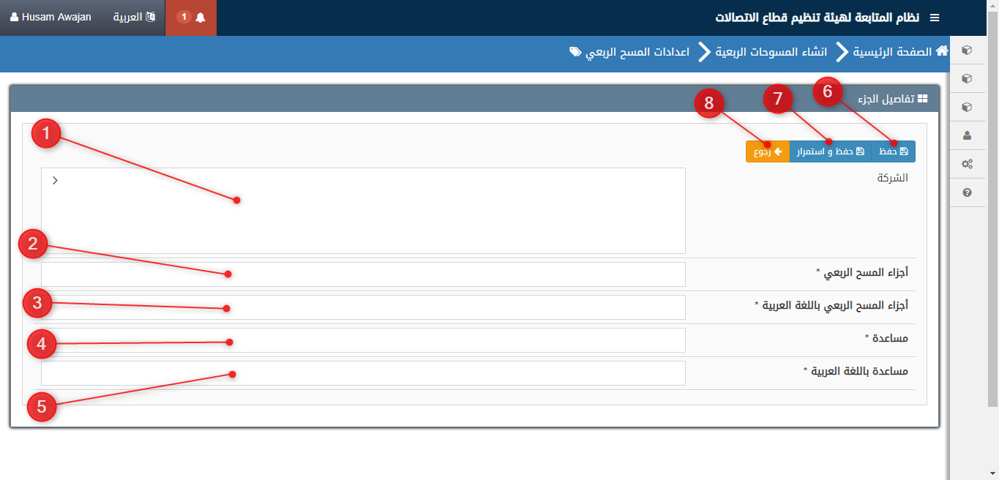 نظام المتابعة لهيئة تنظيم قطاع الاتصالات
1
العربية
Husam Awajan
الصفحة الرئيسية
انشاء المسوحات الربعية
اعدادات المسح الربعي
تفاصيل الجزء
6
7
8
حفظ
حفظ و استمرار
رجوع
1
الشركة
2
أجزاء المسح الربعي *
3
أجزاء المسح الربعي باللغة العربية *
4
مساعدة *
5
مساعدة باللغة العربية *